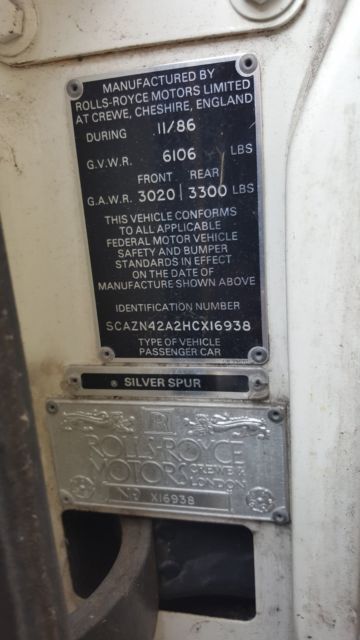 MANUFACTURED BY
ROLLS-ROYCE MOTORS LIMITED
AT CREWE, CHESHIRE, ENGLAND
DURING 11/86
G.V.W.R. 6106 LBS
FRONT REAR
G.A.W.R. 3020 | 3300 LBS
THIS VEHICLE CONFORMS
TO ALL APPLICABLE
FEDERAL MOTOR VEHICLE
SAFETY AND BUMPER
STANDARDS IN EFFECT
ON THE DATE OF
MANUFACTURE SHOWN ABOVE
IDENTIFICATION NUMBER
SCAZN42A2HCX16938
TYPE OF VEHICLE
PASSENGER CAR
® SILVER SPUR
RR
ROLLS-ROYCE
MOTORS CREWE &
LONDON
NO X16938